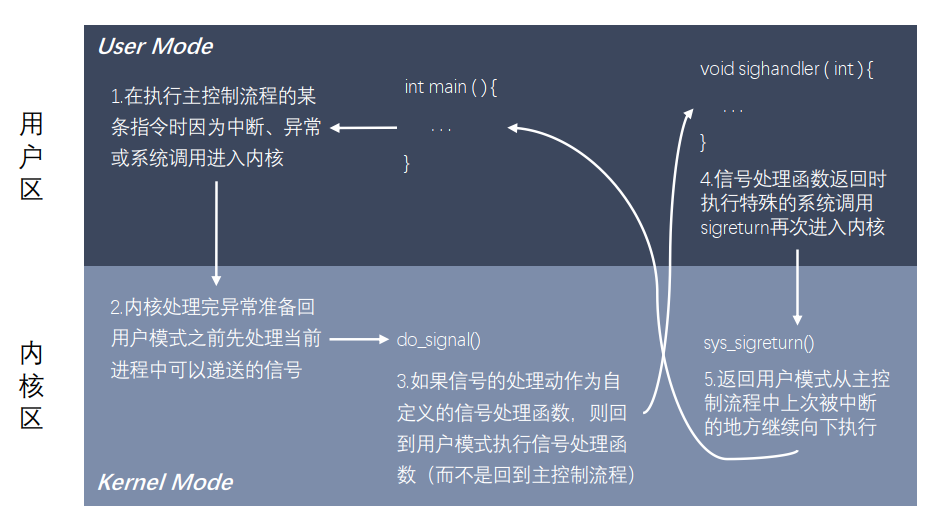 User Mode
用
户
区
1.在执行主控制流程的某
条指令时因为中断、异常
或系统调用进入内核
int main ( ) {
...
}
void sighandler ( int ) {
...
}
4.信号处理函数返回时
执行特殊的系统调用
sigreturn再次进入内核
内
核
区
2.内核处理完异常准备回
用户模式之前先处理当前
进程中可以递送的信号
do_signal()
3.如果信号的处理动作为自
定义的信号处理函数，则回
到用户模式执行信号处理函
数（而不是回到主控制流程）
sys_sigreturn()
5.返回用户模式从主控
制流程中上次被中断
的地方继续向下执行
Kernel Mode